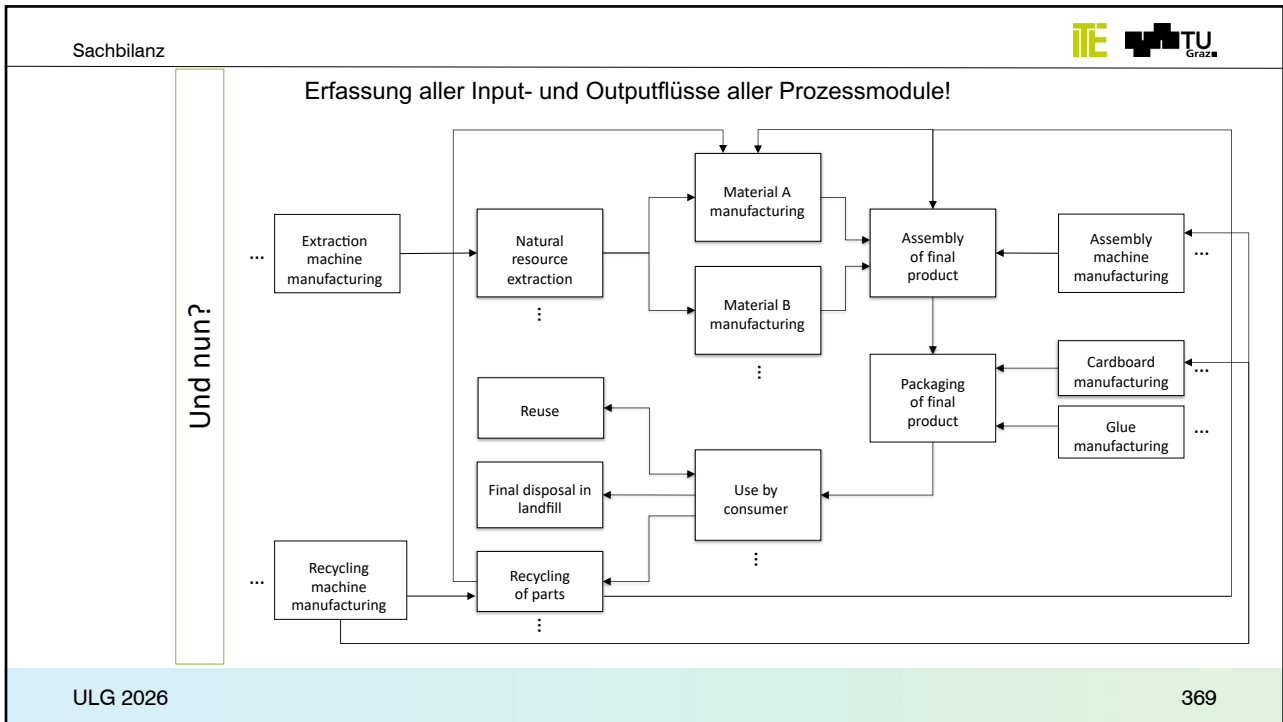 Sachbilanz
iTE
TU
Graz
Erfassung aller Input- und Outputflüsse aller Prozessmodule!
Und nun?
...
Extraction
machine
manufacturing
Natural
resource
extraction
...
Material A
manufacturing
Material B
manufacturing
...
Assembly
of final
product
Assembly
machine
manufacturing
...
Packaging
of final
product
Cardboard
manufacturing
...
Glue
manufacturing
...
Reuse
Final disposal in
landfill
Use by
consumer
...
...
Recycling
machine
manufacturing
Recycling
of parts
...
ULG 2026
369